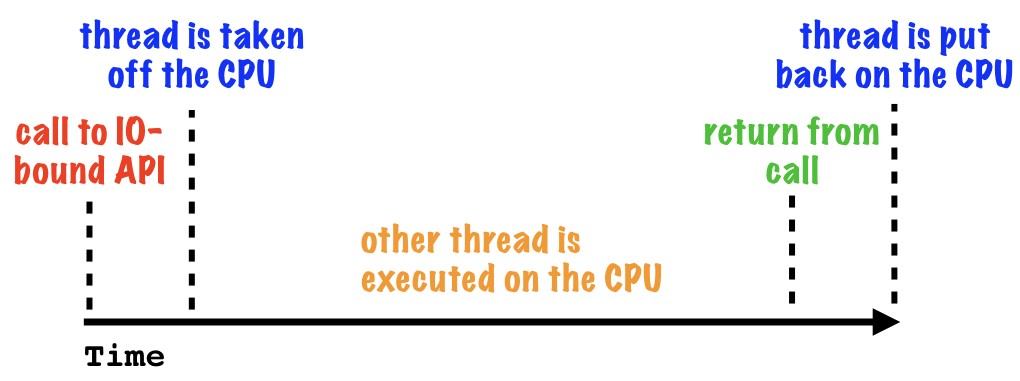 thread is taken
off the CPU
thread is put
back on the CPU
call to IO-
bound API
return from
call
other thread is
executed on the CPU
Time